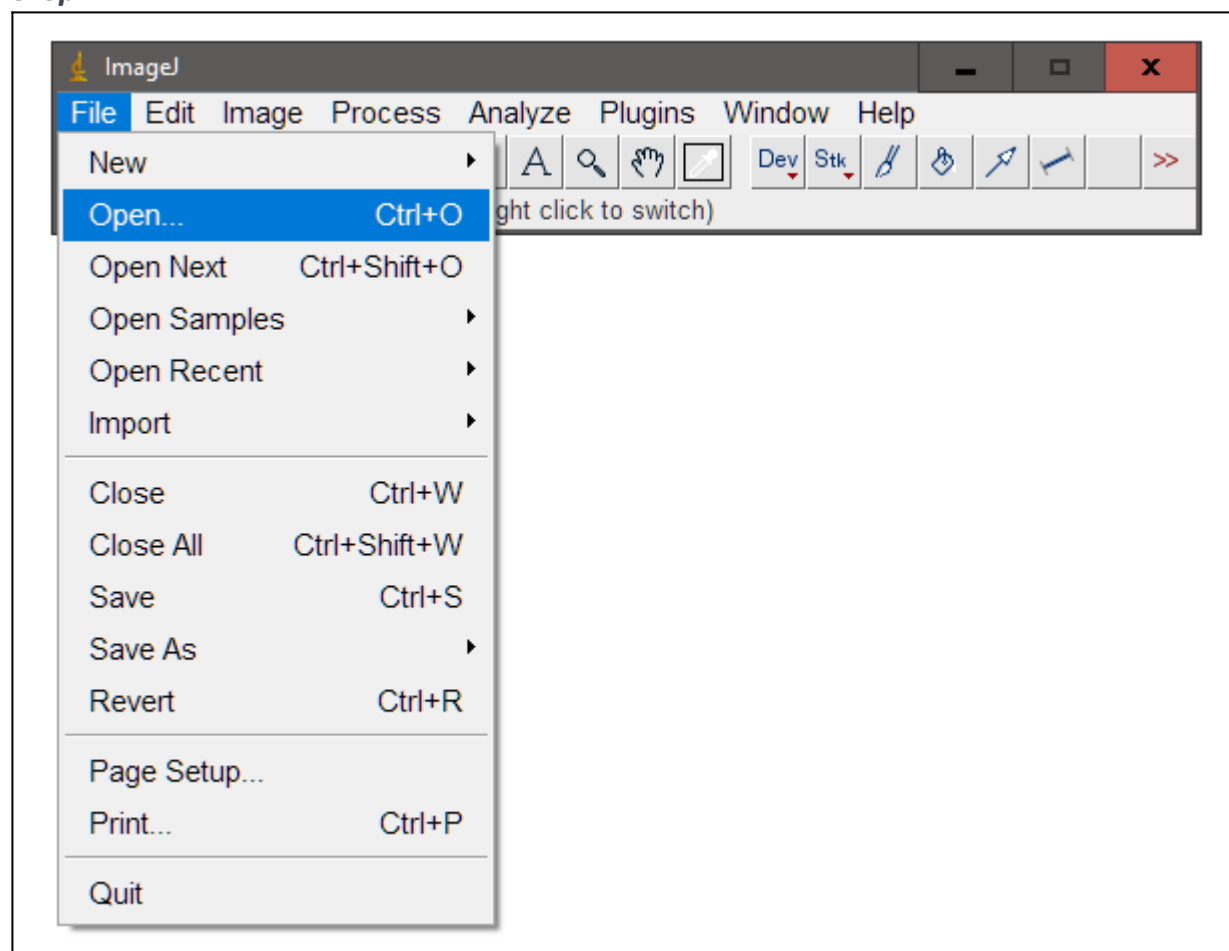 ImageJ
File Edit Image Process Analyze Plugins Window Help
A Dev Stk >>
ght click to switch)
New
Open... Ctrl+O
Open Next Ctrl+Shift+O
Open Samples
Open Recent
Import
Close Ctrl+W
Close All Ctrl+Shift+W
Save Ctrl+S
Save As
Revert Ctrl+R
Page Setup...
Print... Ctrl+P
Quit